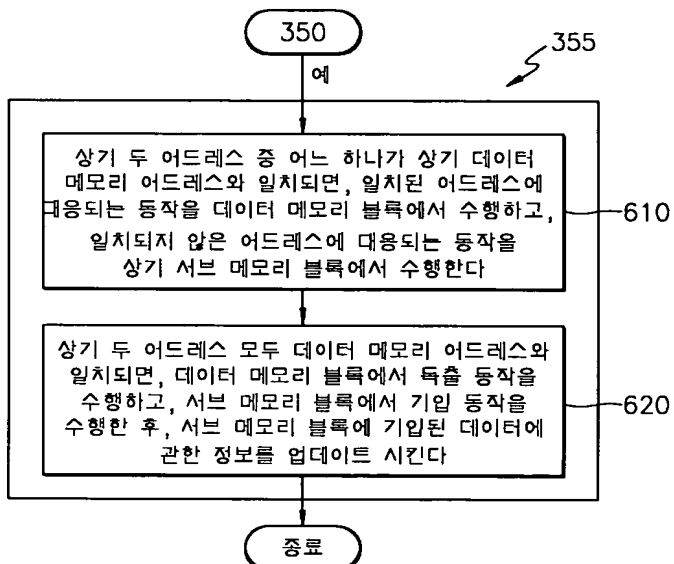 350
355
예
상기 두 어드레스 중 어느 하나가 상기 데이터
메모리 어드레스와 일치되면, 일치된 어드레스에
대응되는 동작을 데이터 메모리 블록에서 수행하고,
일치되지 않은 어드레스에 대응되는 동작을
상기 서브 메모리 블록에서 수행한다
610
상기 두 어드레스 모두 데이터 메모리 어드레스와
일치되면, 데이터 메모리 블록에서 독출 동작을
수행하고, 서브 메모리 블록에서 기입 동작을
수행한 후, 서브 메모리 블록에 기입된 데이터에
관한 정보를 업데이트 시킨다
620
종료